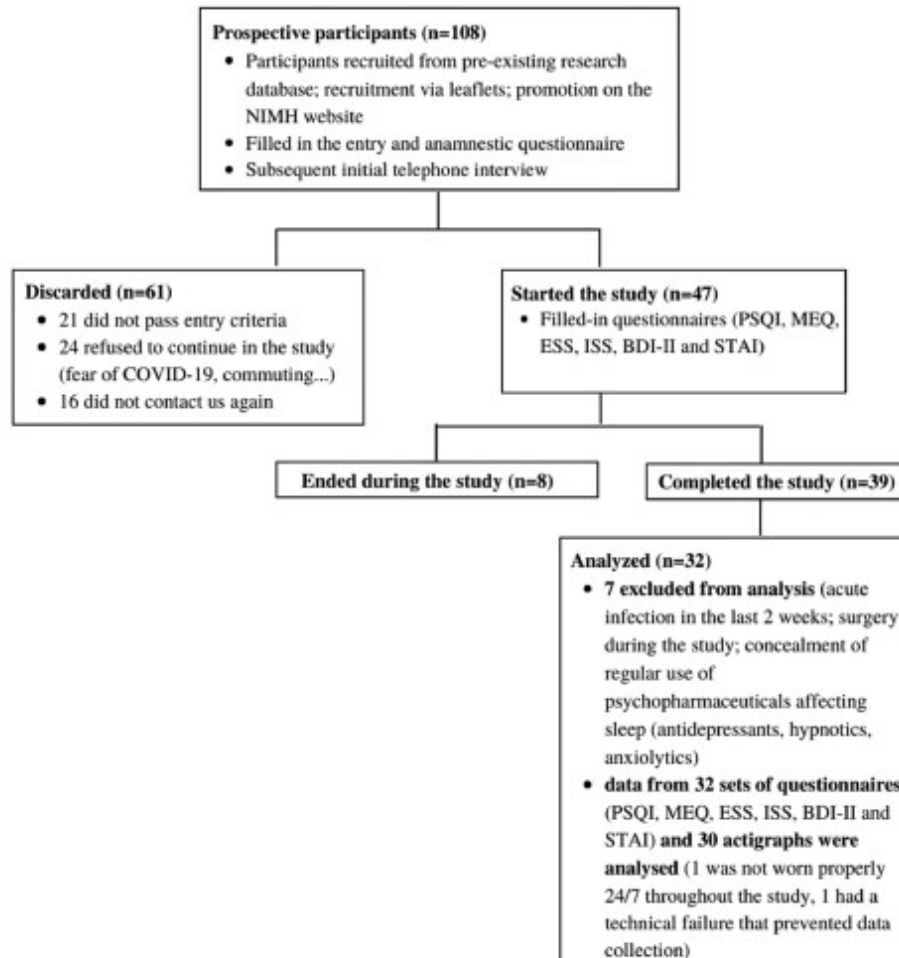 Prospective participants (n=108)
• Participants recruited from pre-existing research
database; recruitment via leaflets; promotion on the
NIMH website
• Filled in the entry and anamnestic questionnaire
• Subsequent initial telephone interview
Discarded (n=61)
• 21 did not pass entry criteria
• 24 refused to continue in the study
(fear of COVID-19, commuting...)
• 16 did not contact us again
Started the study (n=47)
• Filled-in questionnaires (PSQI, MEQ,
ESS, ISS, BDI-II and STAI)
Ended during the study (n=8)
Completed the study (n=39)
Analyzed (n=32)
• 7 excluded from analysis (acute
infection in the last 2 weeks; surgery
during the study; concealment of
regular use of
psychopharmaceuticals affecting
sleep (antidepressants, hypnotics,
anxiolytics)
• data from 32 sets of questionnaires
(PSQI, MEQ, ESS, ISS, BDI-II and
STAI) and 30 actigraphs were
analysed (1 was not worn properly
24/7 throughout the study, 1 had a
technical failure that prevented data
collection)